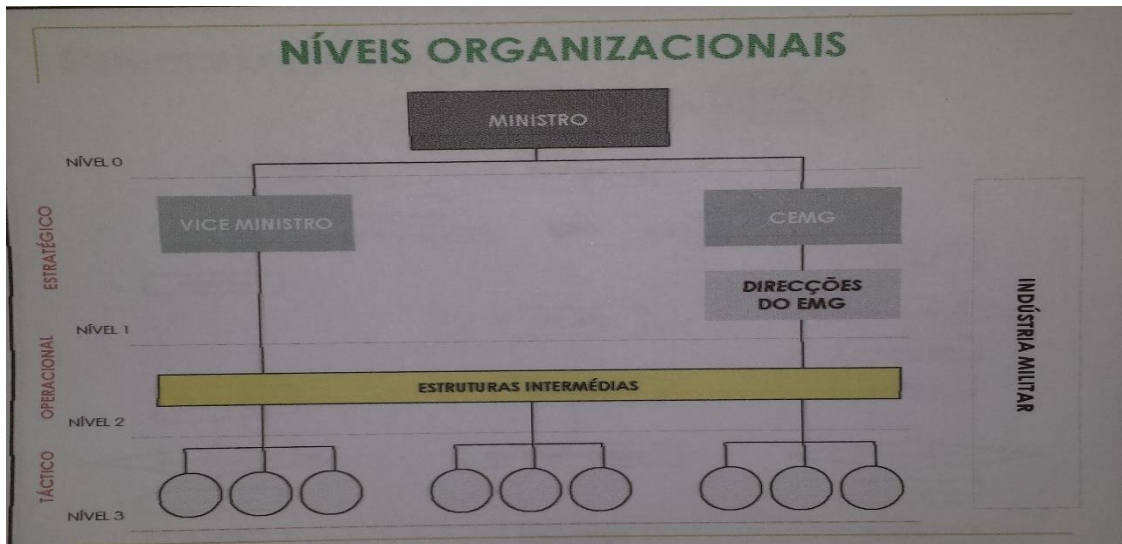 NÍVEIS ORGANIZACIONAIS
MINISTRO
NÍVEL 0
VICE MINISTRO
CEMG
ESTRATÉGICO
DIRECÇÕES
DO EMG
NÍVEL 1
INDÚSTRIA MILITAR
OPERACIONAL
ESTRUTURAS INTERMÉDIAS
NÍVEL 2
TÁCTICO
NÍVEL 3